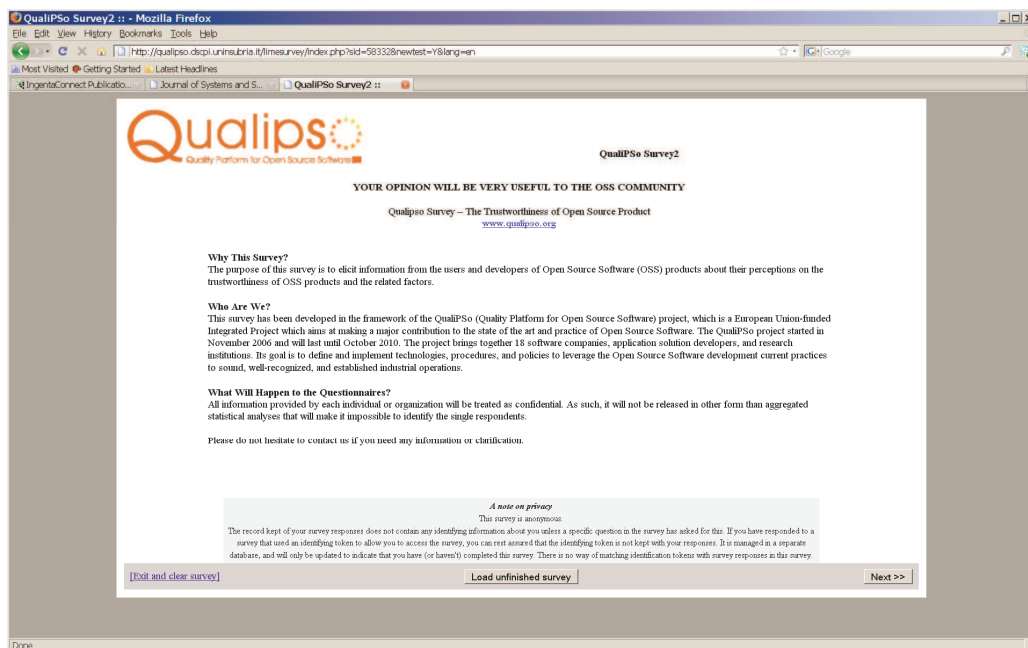 QualiPSo Survey2 :: - Mozilla Firefox
File Edit View History Bookmarks Tools Help
http://qualipso.dscpi.uninsubria.it/limesurvey/index.php?sid=58332&newtest=Y&lang=en
Google
Most Visited Getting Started Latest Headlines
IngentaConnect Publicatio... Journal of Systems and S... QualiPSo Survey2 ::
Qualipso
Quality Platform for Open Source Software
QualiPSo Survey2
YOUR OPINION WILL BE VERY USEFUL TO THE OSS COMMUNITY
Qualipso Survey – The Trustworthiness of Open Source Product
www.qualipso.org
Why This Survey?
The purpose of this survey is to elicit information from the users and developers of Open Source Software (OSS) products about their perceptions on the
trustworthiness of OSS products and the related factors.
Who Are We?
This survey has been developed in the framework of the QualiPSo (Quality Platform for Open Source Software) project, which is a European Union-funded
Integrated Project which aims at making a major contribution to the state of the art and practice of Open Source Software. The QualiPSo project started in
November 2006 and will last until October 2010. The project brings together 18 software companies, application solution developers, and research
institutions. Its goal is to define and implement technologies, procedures, and policies to leverage the Open Source Software development current practices
to sound, well-recognized, and established industrial operations.
What Will Happen to the Questionnaires?
All information provided by each individual or organization will be treated as confidential. As such, it will not be released in other form than aggregated
statistical analyses that will make it impossible to identify the single respondents.
Please do not hesitate to contact us if you need any information or clarification.
A note on privacy
This survey is anonymous.
The record kept of your survey responses does not contain any identifying information about you unless a specific question in the survey has asked for this. If you have responded to a
survey that used an identifying token to allow you to access the survey, you can rest assured that the identifying token is not kept with your responses. It is managed in a separate
database, and will only be updated to indicate that you have (or haven't) completed this survey. There is no way of matching identification tokens with survey responses in this survey.
[Exit and clear survey] Load unfinished survey Next >>
Done